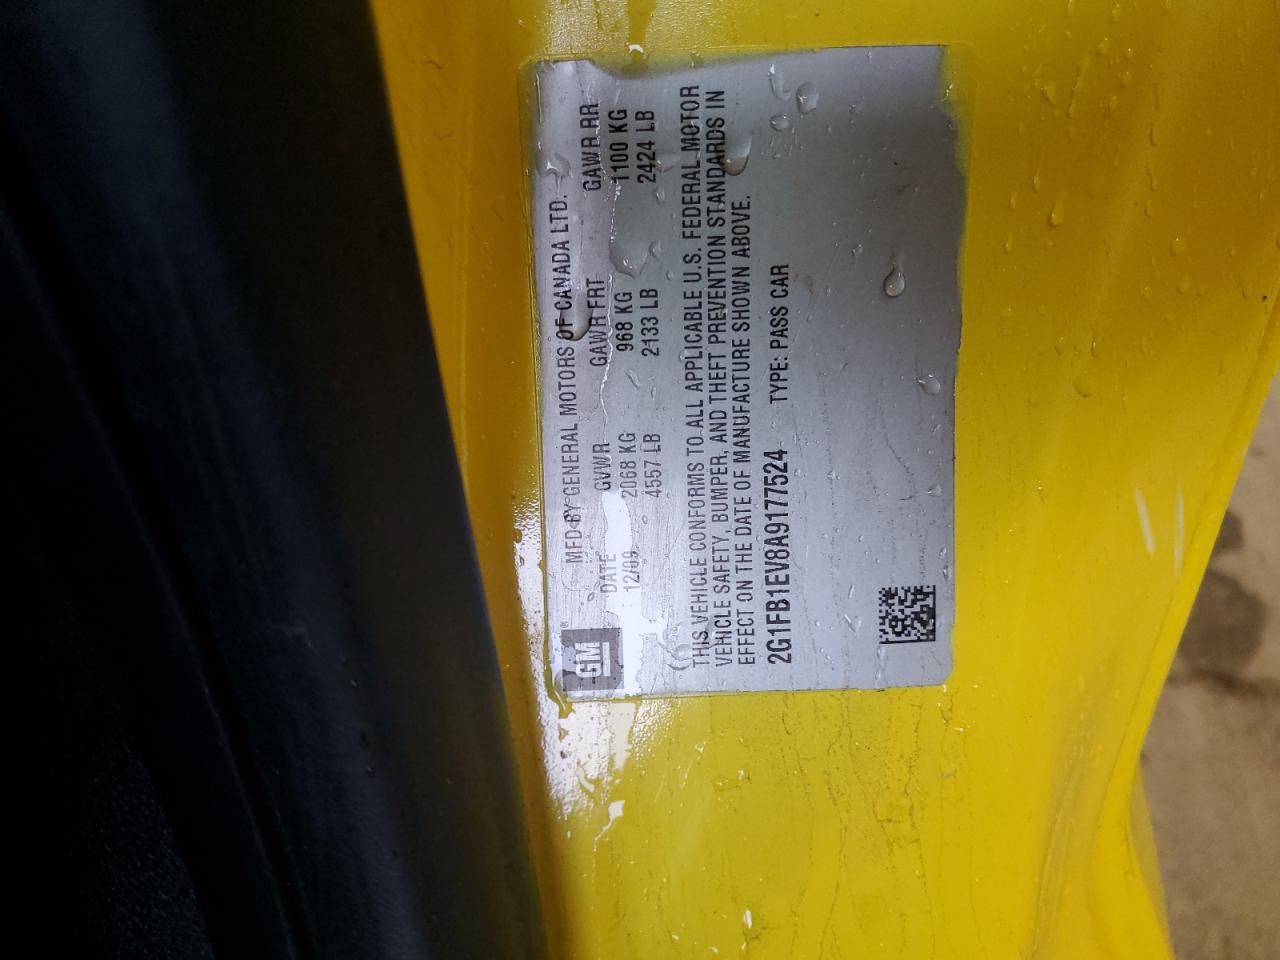 GM®
MFD BY GENERAL MOTORS OF CANADA LTD.
DATE GVWR GAWR FRT GAWR RR
12/09 2068 KG 968 KG 1100 KG
4557 LB 2133 LB 2424 LB
THIS VEHICLE CONFORMS TO ALL APPLICABLE U.S. FEDERAL MOTOR
VEHICLE SAFETY, BUMPER, AND THEFT PREVENTION STANDARDS IN
EFFECT ON THE DATE OF MANUFACTURE SHOWN ABOVE.
2G1FB1EV8A9177524 TYPE: PASS CAR